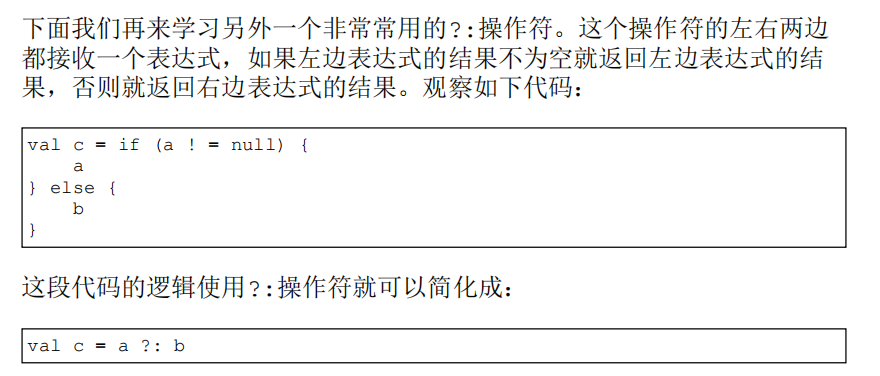 下面我们再来学习另外一个非常常用的?:操作符。这个操作符的左右两边
都接收一个表达式，如果左边表达式的结果不为空就返回左边表达式的结
果，否则就返回右边表达式的结果。观察如下代码：
val c = if (a ! = null) {
    a
} else {
    b
}
这段代码的逻辑使用?:操作符就可以简化成：
val c = a ?: b